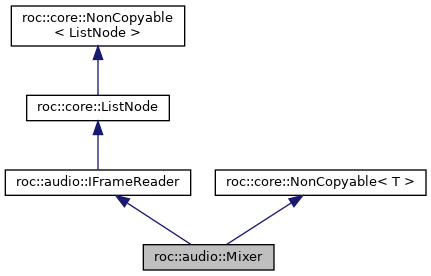 roc::core::NonCopyable
< ListNode >
roc::core::ListNode
roc::audio::IFrameReader
roc::core::NonCopyable< T >
roc::audio::Mixer